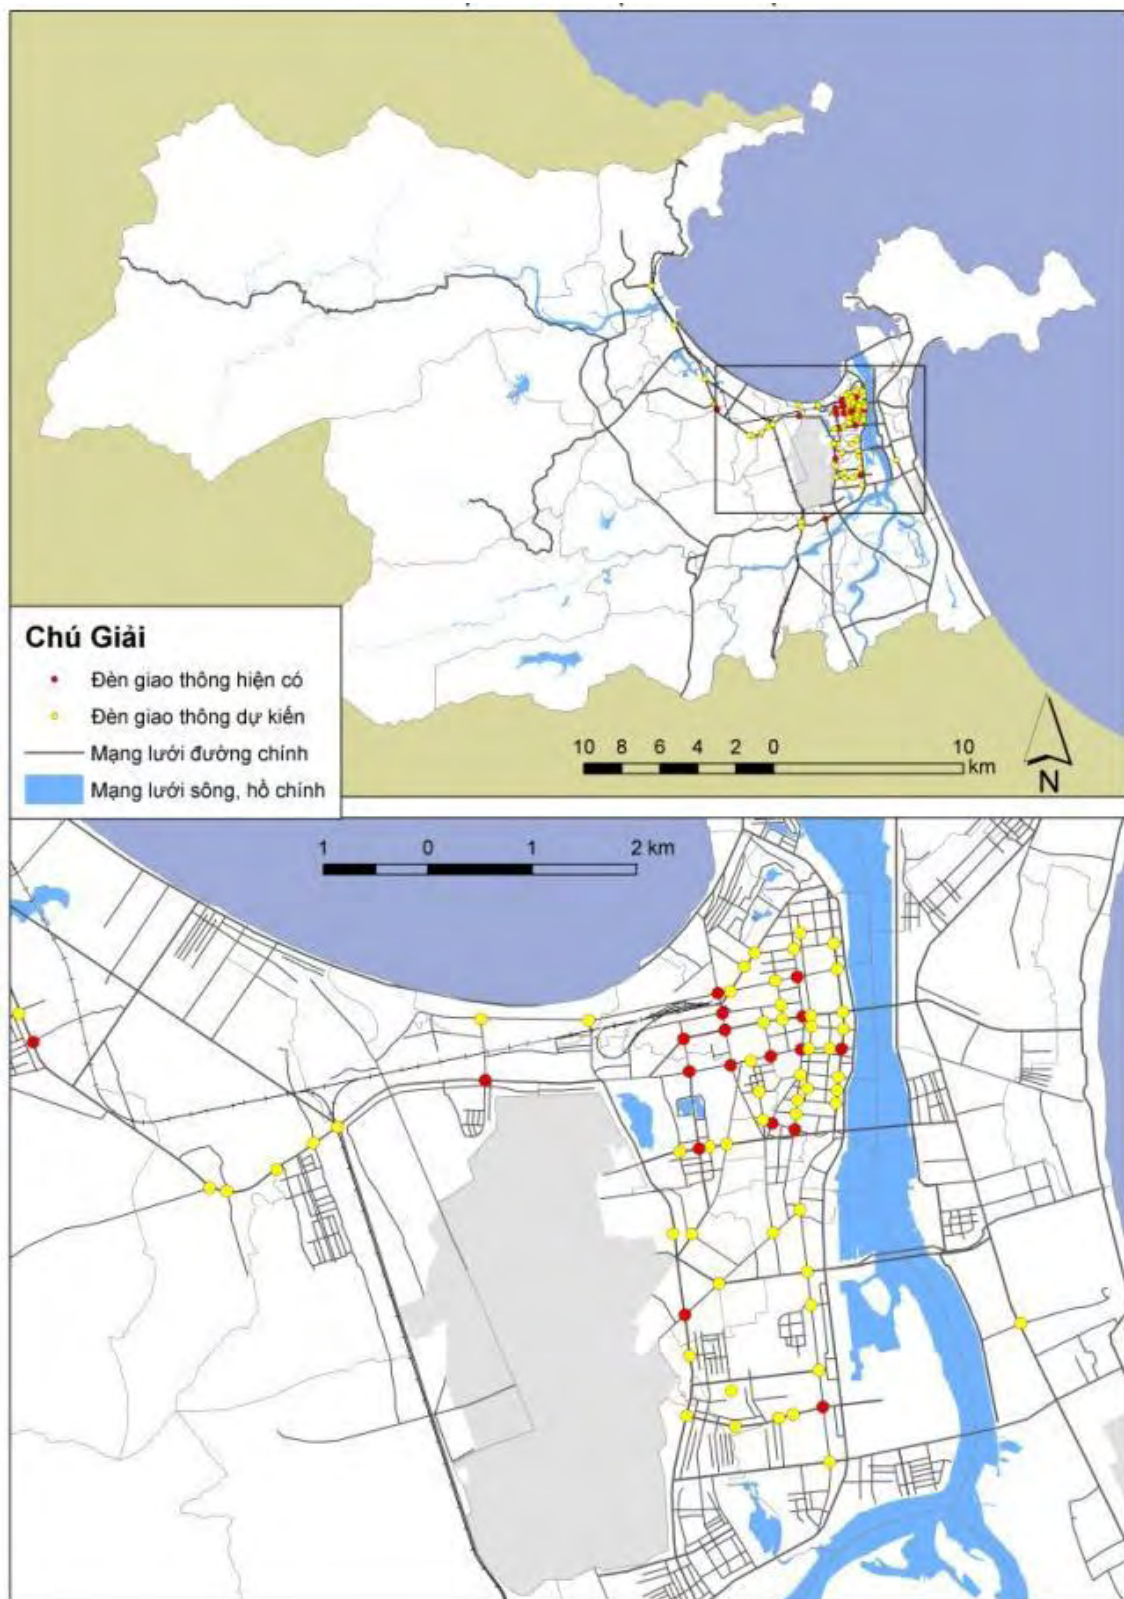 Chú Giải
Đèn giao thông hiện có
Đèn giao thông dự kiến
Mạng lưới đường chính
Mạng lưới sông, hồ chính
10 8 6 4 2 0 10
km
N
1 0 1 2 km